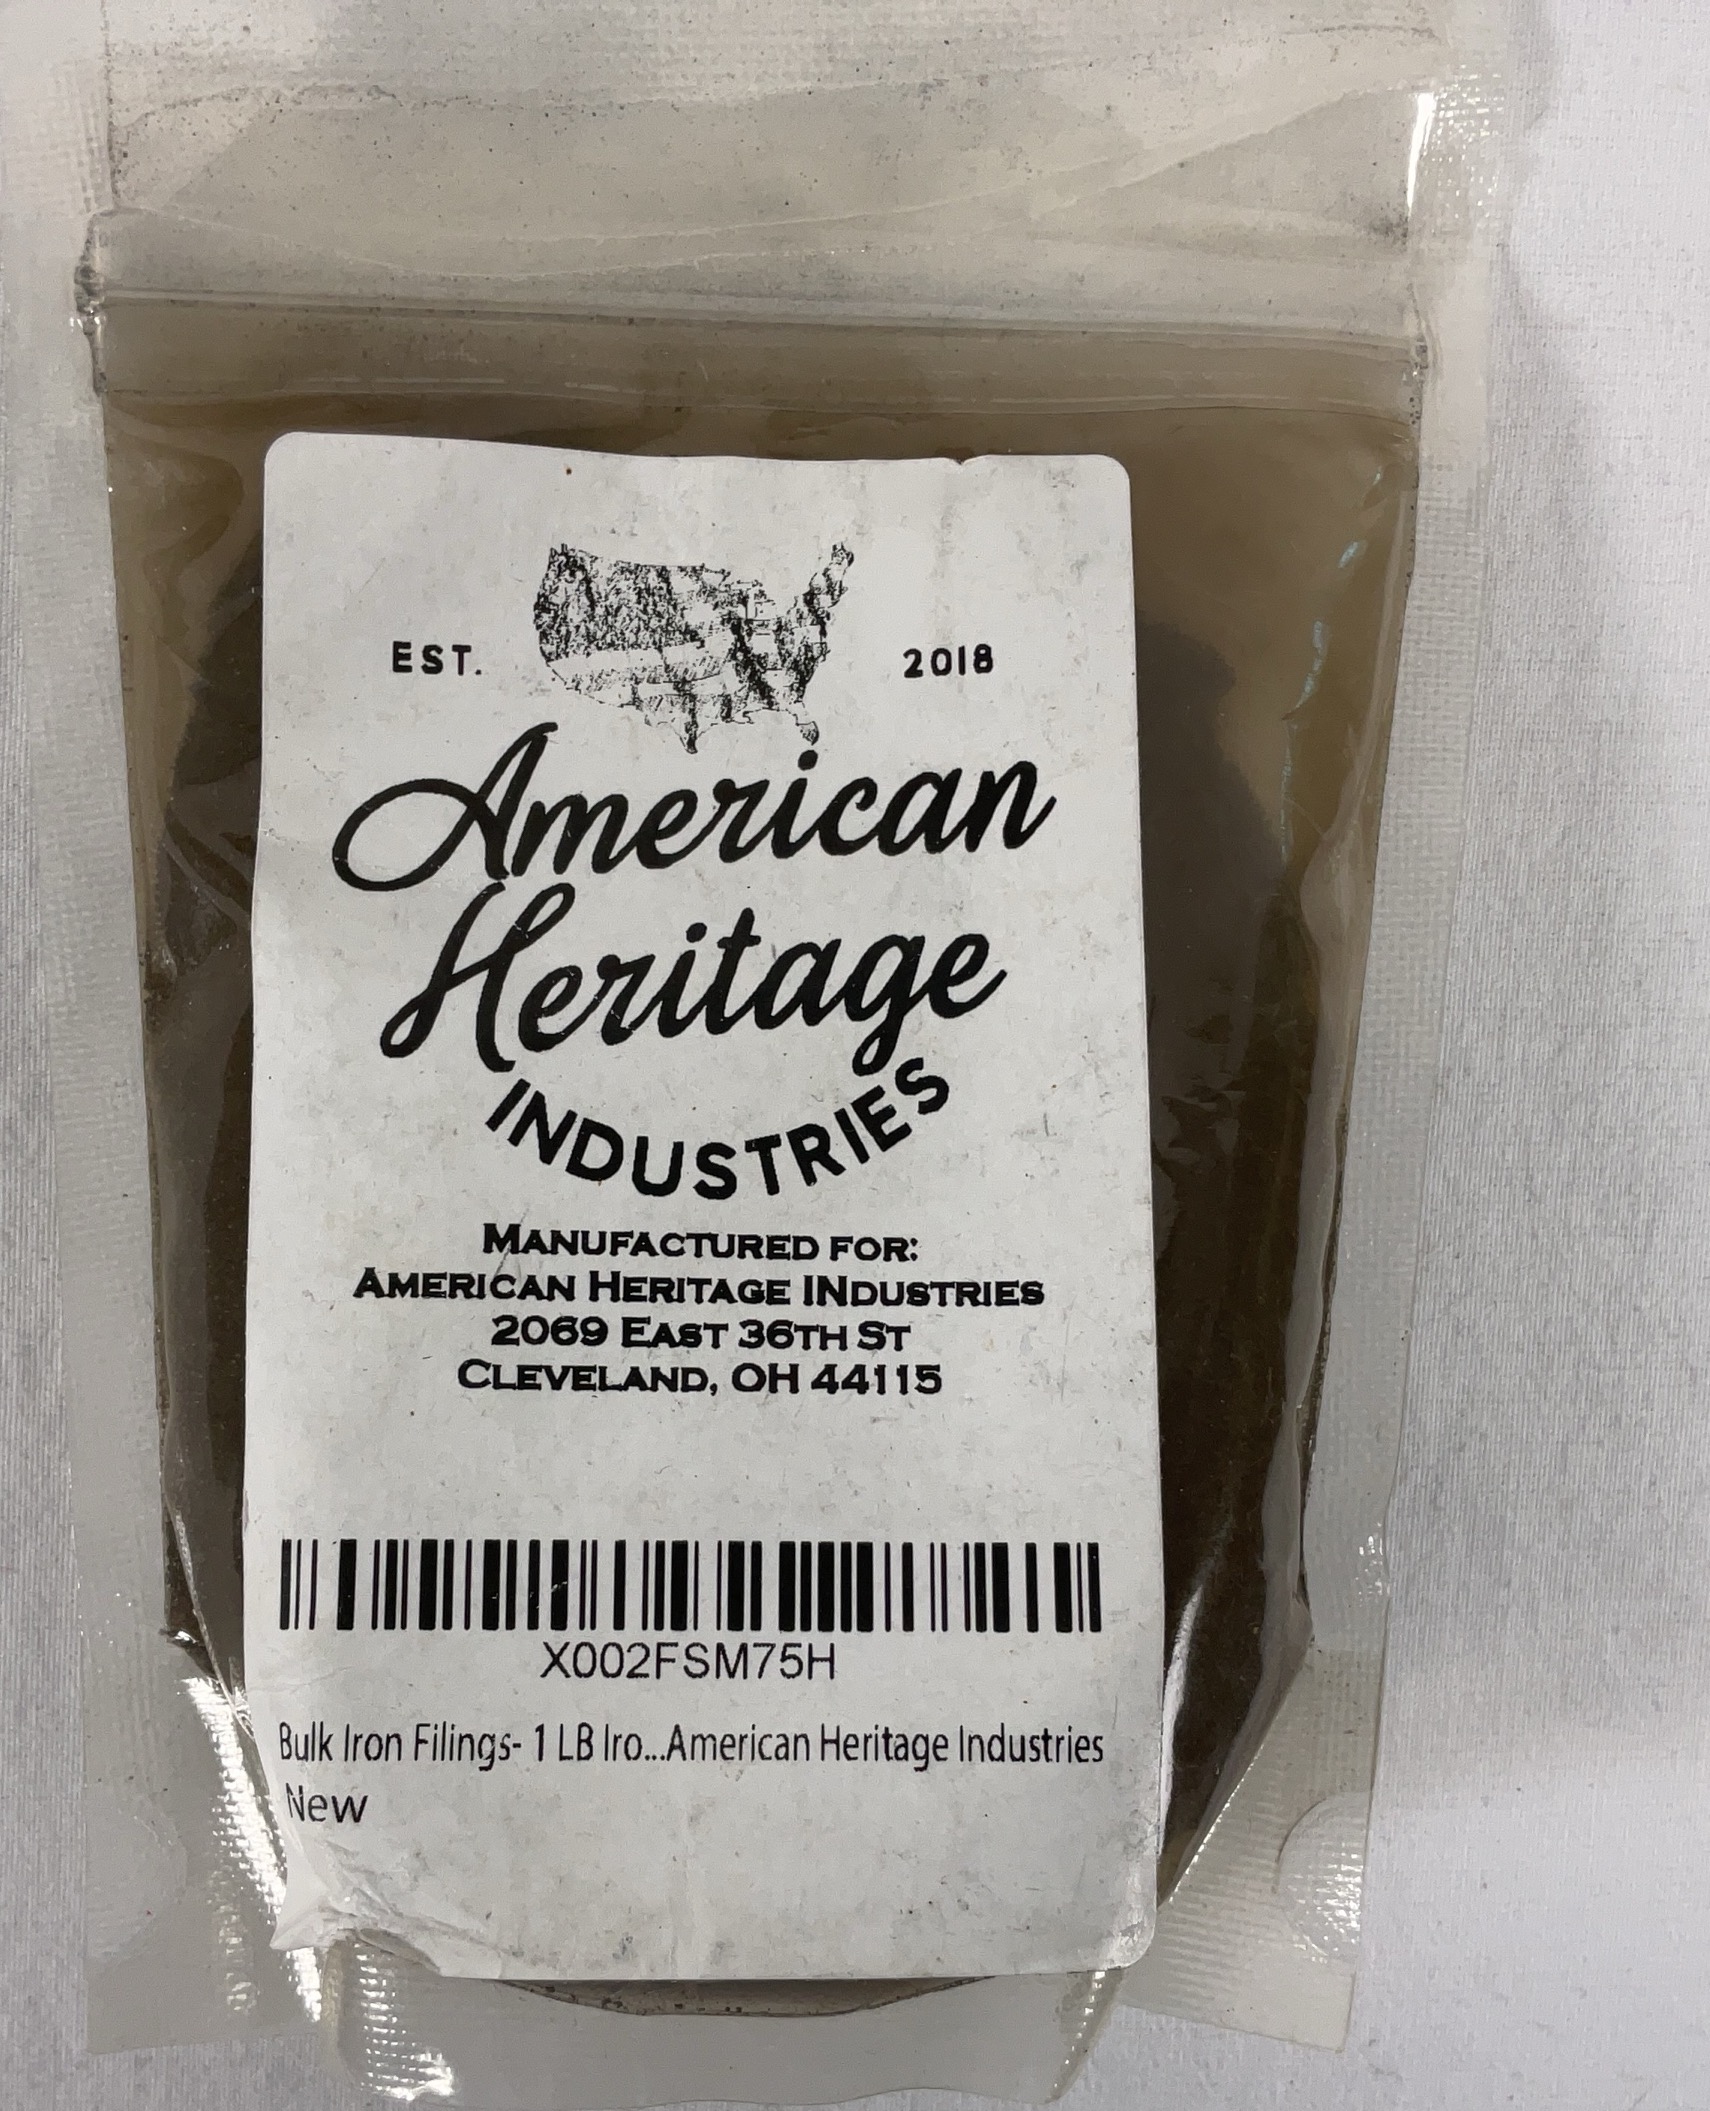 EST. 2018
American
Heritage
INDUSTRIES
MANUFACTURED FOR:
AMERICAN HERITAGE INDUSTRIES
2069 EAST 36TH ST
CLEVELAND, OH 44115
X002FSM75H
Bulk Iron Filings- 1 LB Iro...American Heritage Industries
New